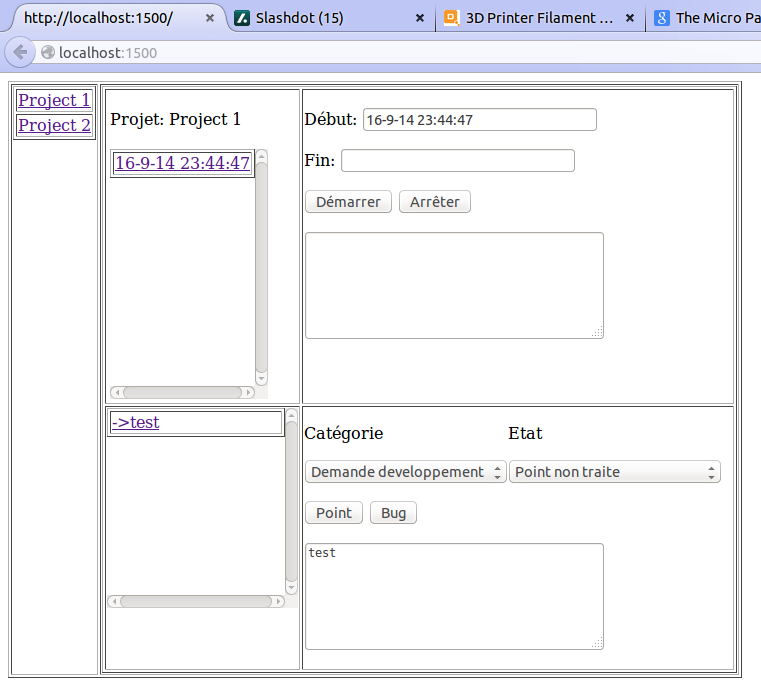 http://localhost:1500/
Slashdot (15)
3D Printer Filament ...
The Micro Pa
localhost:1500
Project 1
Project 2
Projet: Project 1
16-9-14 23:44:47
Début: 16-9-14 23:44:47
Fin:
Démarrer Arrêter
->test
Catégorie Etat
Demande developpement Point non traite
Point Bug
test